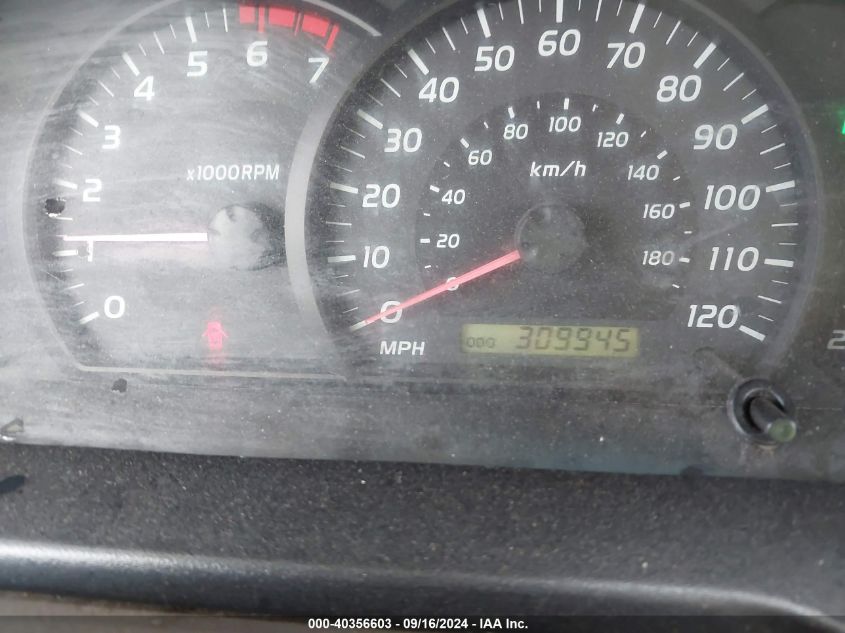 0 1 2 3 4 5 6 7
x1000RPM
0 10 20 30 40 50 60 70 80 90 100 110 120
0 20 40 60 80 100 120 140 160 180
km/h
MPH
ODO 309945
000-40356603 - 09/16/2024 - IAA Inc.